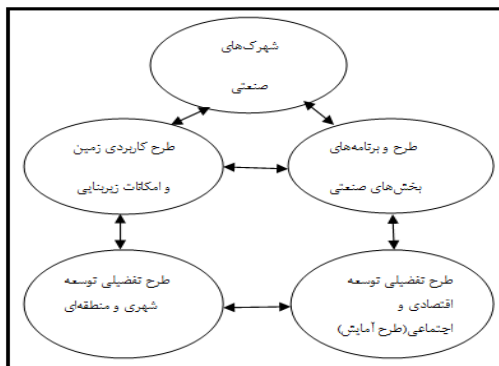 شهرک‌های
صنعتی
طرح و برنامه‌های
بخش‌های صنعتی
طرح کاربردی زمین
و امکانات زیربنایی
طرح تفضیلی توسعه
اقتصادی و
اجتماعی(طرح آمایش)
طرح تفضیلی توسعه
شهری و منطقه‌ای